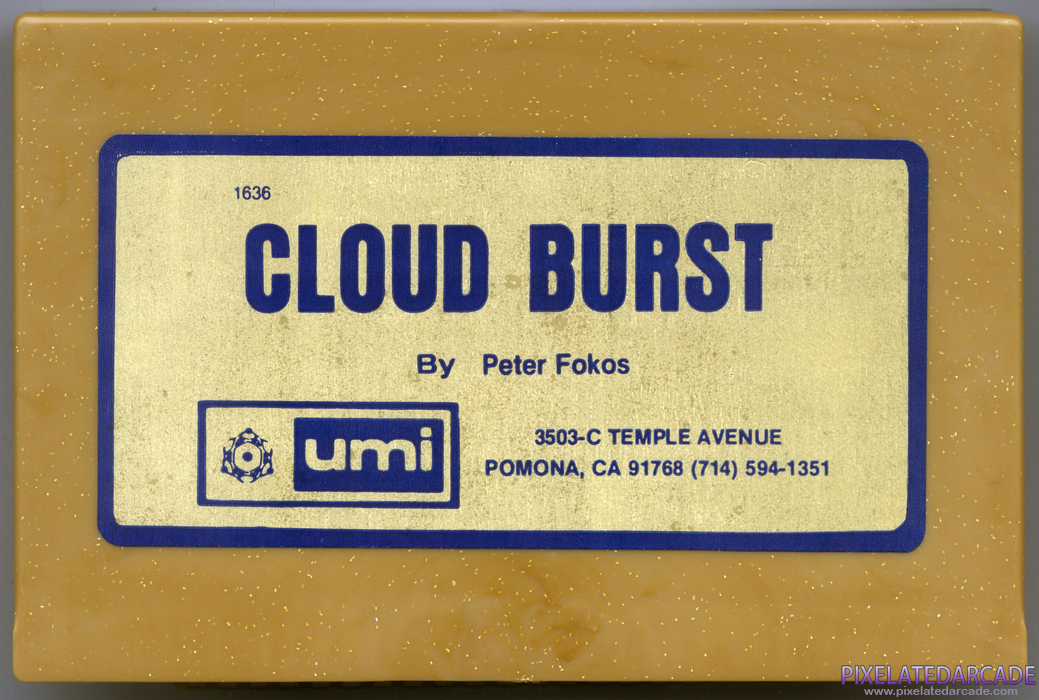 1636
CLOUD BURST
By Peter Fokos
umi
3503-C TEMPLE AVENUE
POMONA, CA 91768 (714) 594-1351
PIXELATEDARCADE
www.pixelatedarcade.com